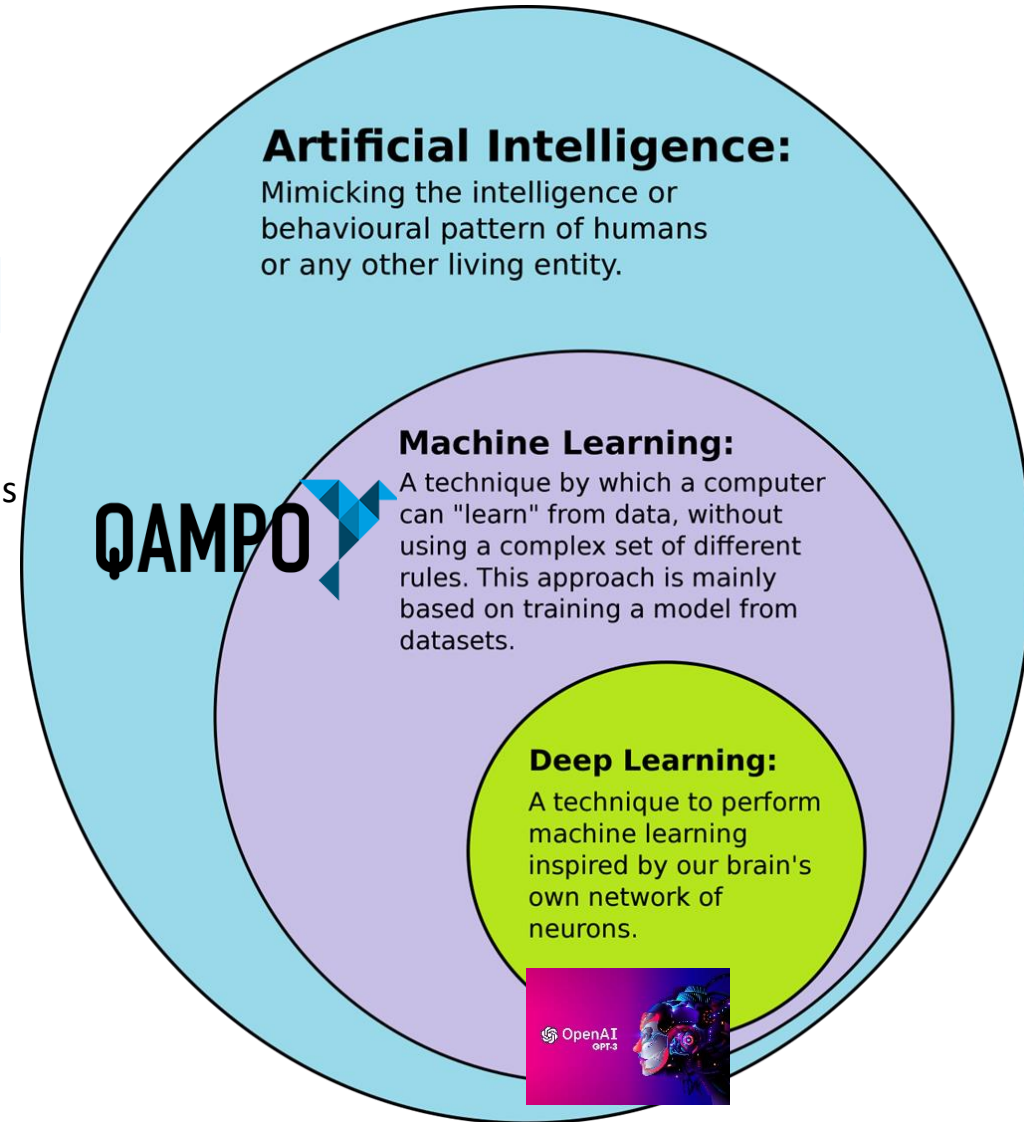 Artificial Intelligence:
Mimicking the intelligence or
behavioural pattern of humans
or any other living entity.
Machine Learning:
A technique by which a computer
can "learn" from data, without
using a complex set of different
rules. This approach is mainly
based on training a model from
datasets.
s
QAMPO
Deep Learning:
A technique to perform
machine learning
inspired by our brain's
own network of
neurons.
OpenAI
GPT-3